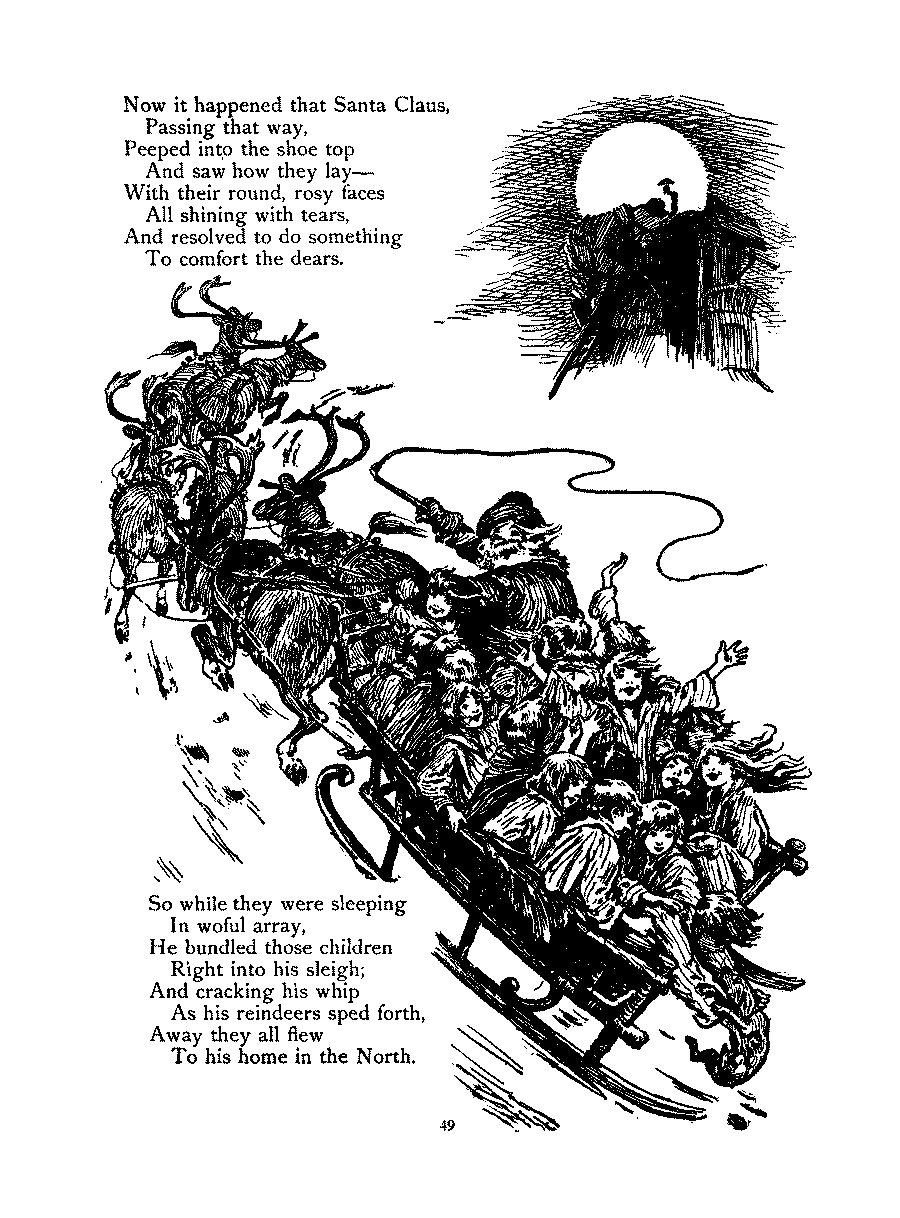 Now it happened that Santa Claus,
Passing that way,
Peeped into the shoe top
And saw how they lay—
With their round, rosy faces
All shining with tears,
And resolved to do something
To comfort the dears.
So while they were sleeping
In woful array,
He bundled those children
Right into his sleigh;
And cracking his whip
As his reindeers sped forth,
Away they all flew
To his home in the North.
49